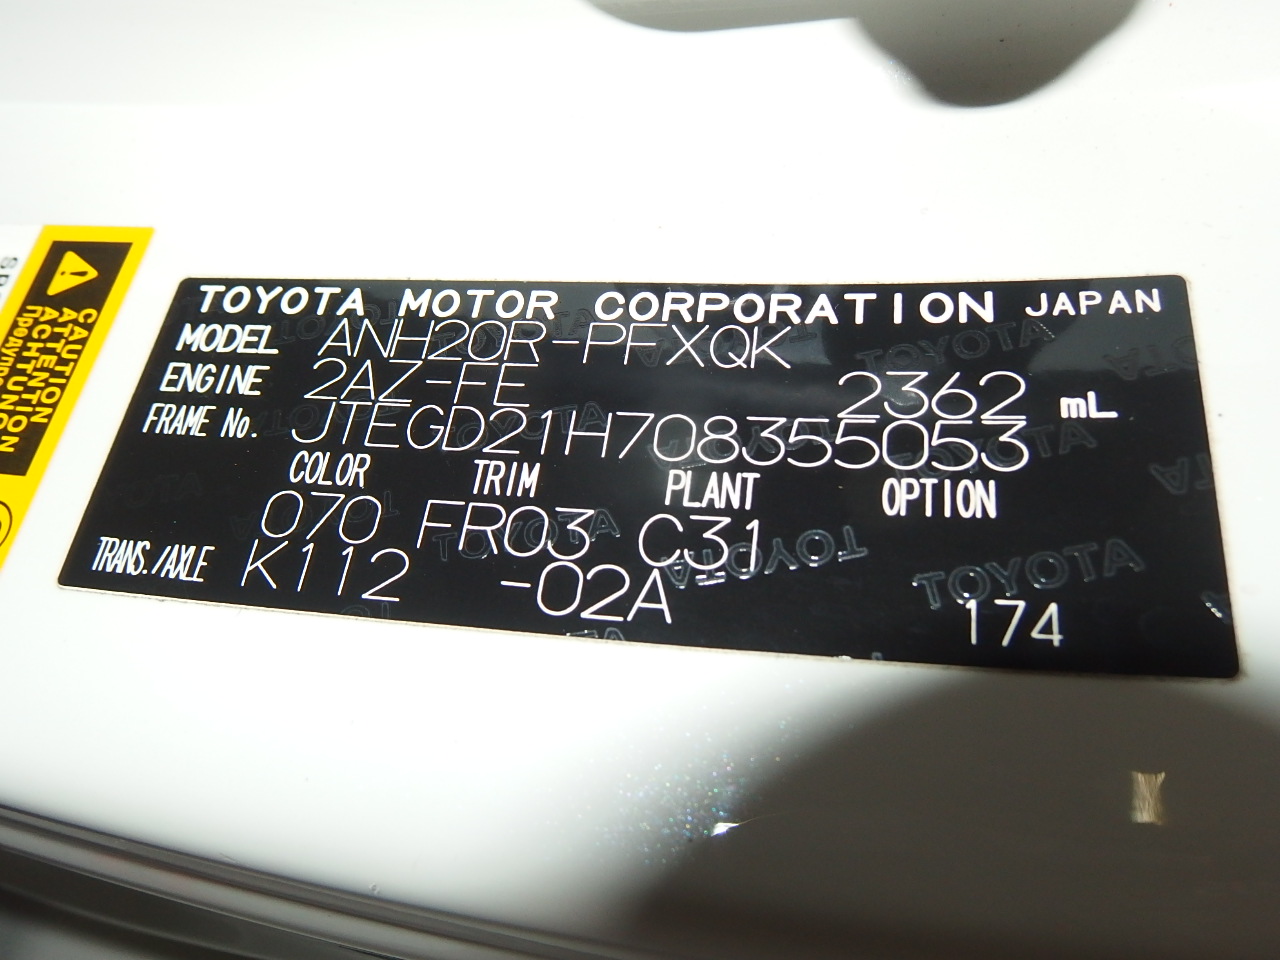 TOYOTA MOTOR CORPORATION JAPAN
MODEL ANH20R-PFXQK
ENGINE 2AZ-FE 2362 mL
FRAME No. JTEGD21H708355053
COLOR TRIM PLANT OPTION
070 FR03 C31
TRANS./AXLE K112 -02A
174
CAUTION
ATTENTION
ACHTUNG